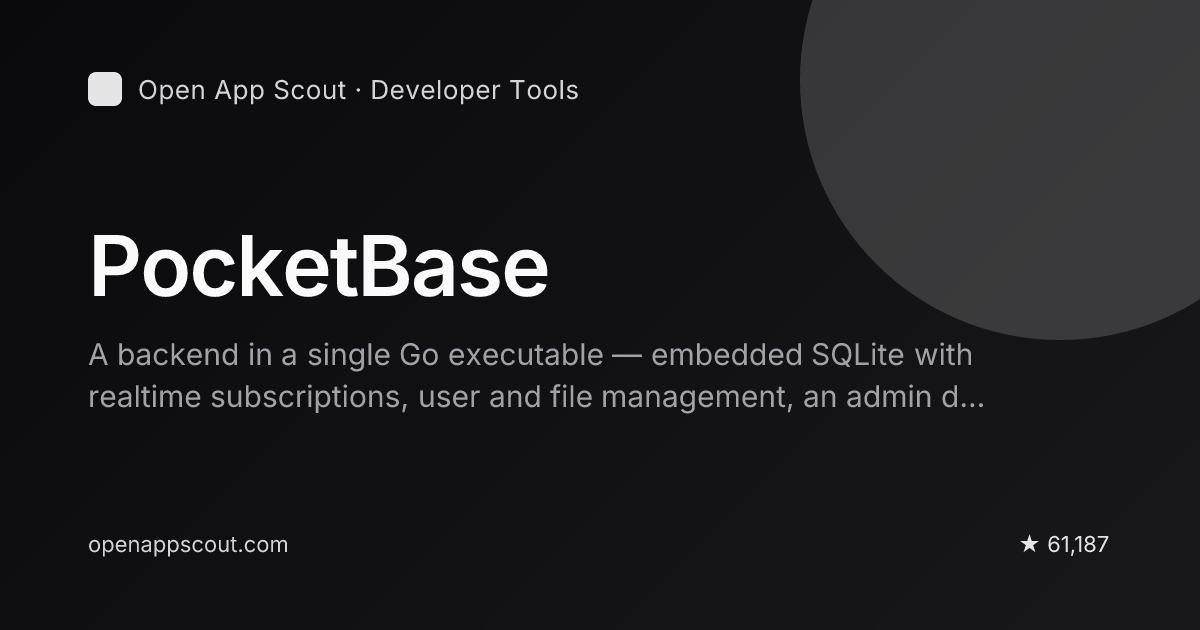 Open App Scout · Developer Tools
PocketBase
A backend in a single Go executable — embedded SQLite with
realtime subscriptions, user and file management, an admin d...
openappscout.com
★ 61,187